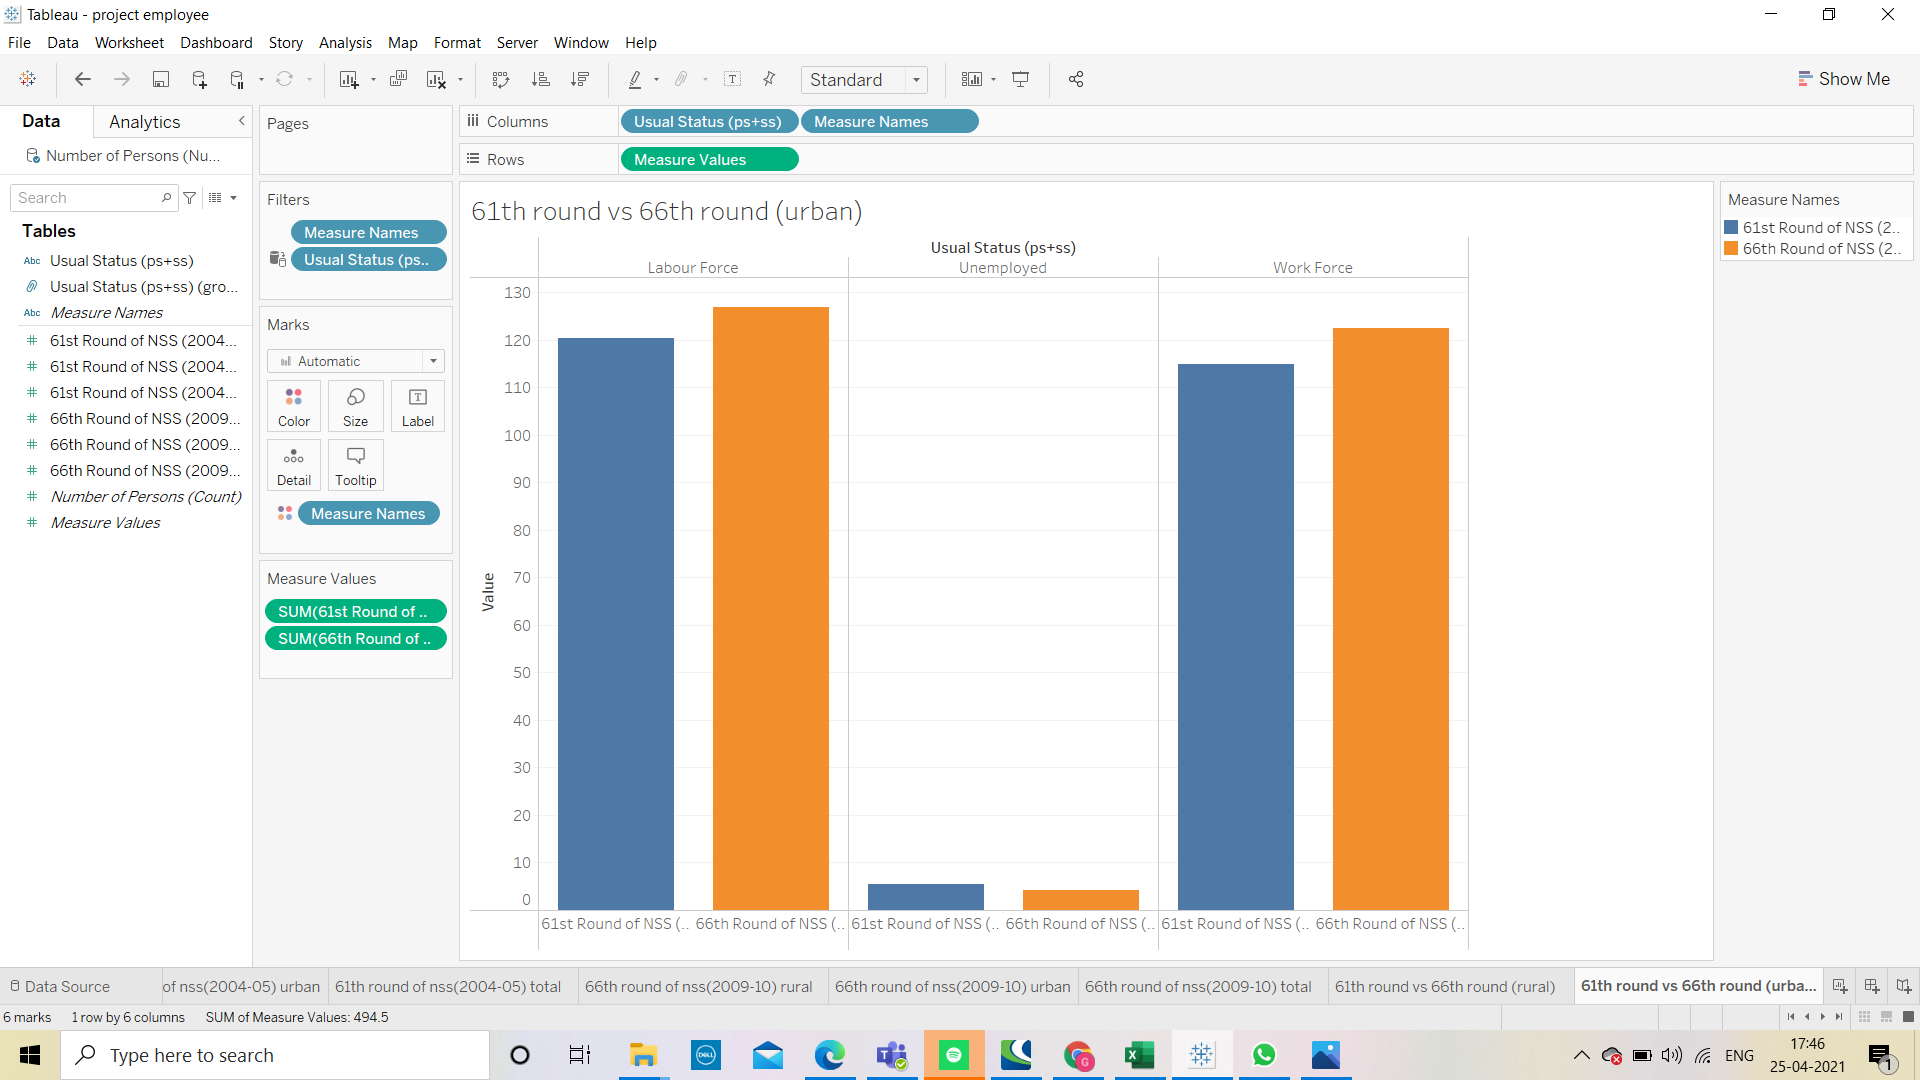 Tableau - project employee
File Data Worksheet Dashboard Story Analysis Map Format Server Window Help
Standard
Show Me
Data Analytics
Number of Persons (Nu...
Search
Tables
Abc Usual Status (ps+ss)
Usual Status (ps+ss) (gro...
Abc Measure Names
# 61st Round of NSS (2004...
# 61st Round of NSS (2004...
# 61st Round of NSS (2004...
# 66th Round of NSS (2009...
# 66th Round of NSS (2009...
# 66th Round of NSS (2009...
# Number of Persons (Count)
# Measure Values
Pages
Filters
Measure Names
Usual Status (ps..
Marks
Automatic
Color Size Label
Detail Tooltip
Measure Names
Measure Values
SUM(61st Round of ..
SUM(66th Round of ..
Columns Usual Status (ps+ss) Measure Names
Rows Measure Values
61th round vs 66th round (urban)
Usual Status (ps+ss)
Labour Force Unemployed Work Force
130
120
110
100
90
80
70
60
50
40
30
20
10
0
Value
61st Round of NSS (.. 66th Round of NSS (.. 61st Round of NSS (.. 66th Round of NSS (.. 61st Round of NSS (.. 66th Round of NSS (..
Measure Names
61st Round of NSS (2..
66th Round of NSS (2..
Data Source of nss(2004-05) urban 61th round of nss(2004-05) total 66th round of nss(2009-10) rural 66th round of nss(2009-10) urban 66th round of nss(2009-10) total 61th round vs 66th round (rural) 61th round vs 66th round (urba...
6 marks 1 row by 6 columns SUM of Measure Values: 494.5
Type here to search
DELL
G
ENG
17:46
25-04-2021
1